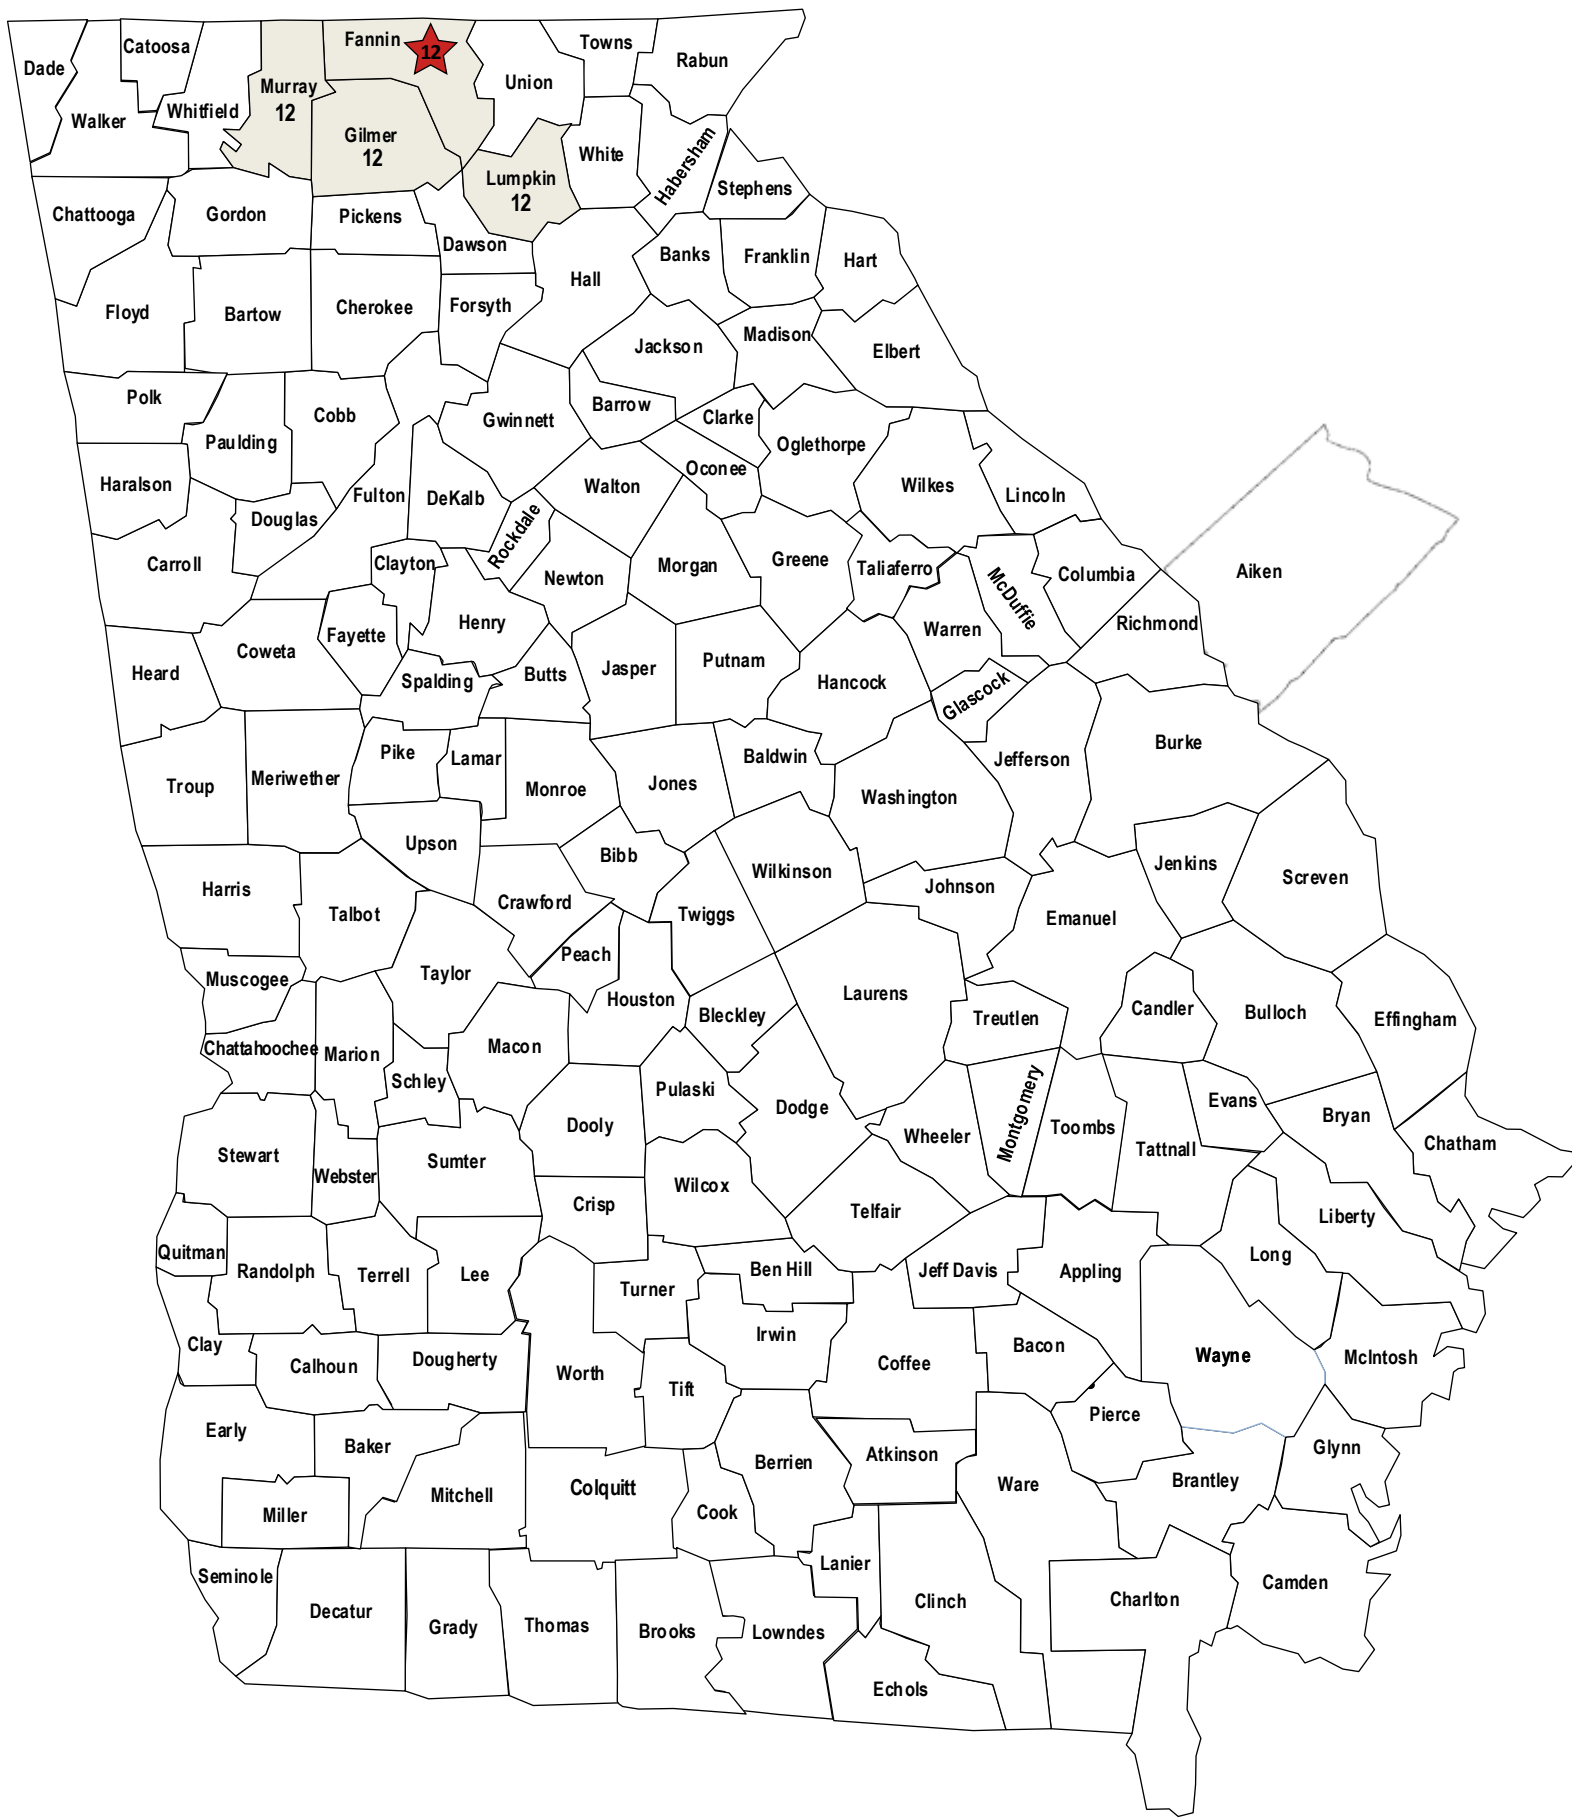 Dade
Catoosa
Walker
Whitfield
Murray
12
Fannin
12
Gilmer
12
Union
Towns
Rabun
Lumpkin
12
White
Habersham
Stephens
Chattooga
Gordon
Pickens
Dawson
Hall
Banks
Franklin
Hart
Floyd
Bartow
Cherokee
Forsyth
Jackson
Madison
Elbert
Polk
Paulding
Cobb
Gwinnett
Barrow
Clarke
Oglethorpe
Wilkes
Lincoln
Haralson
Douglas
Fulton
DeKalb
Rockdale
Walton
Oconee
Carroll
Clayton
Newton
Morgan
Greene
Taliaferro
McDuffie
Columbia
Aiken
Richmond
Heard
Coweta
Fayette
Henry
Spalding
Butts
Jasper
Putnam
Hancock
Warren
Glascock
Troup
Meriwether
Pike
Lamar
Monroe
Jones
Baldwin
Washington
Jefferson
Burke
Upson
Bibb
Wilkinson
Johnson
Jenkins
Screven
Harris
Talbot
Crawford
Twiggs
Emanuel
Peach
Muscogee
Taylor
Houston
Bleckley
Laurens
Treutlen
Candler
Bulloch
Effingham
Chattahoochee
Marion
Schley
Macon
Pulaski
Dodge
Dooly
Wheeler
Montgomery
Toombs
Evans
Tattnall
Bryan
Chatham
Stewart
Webster
Sumter
Crisp
Wilcox
Telfair
Liberty
Long
Quitman
Randolph
Terrell
Lee
Turner
Ben Hill
Jeff Davis
Appling
Clay
Calhoun
Dougherty
Worth
Irwin
Tift
Coffee
Bacon
Wayne
McIntosh
Early
Baker
Pierce
Glynn
Miller
Mitchell
Colquitt
Cook
Berrien
Atkinson
Ware
Brantley
Seminole
Decatur
Grady
Thomas
Brooks
Lowndes
Lanier
Clinch
Charlton
Camden
Echols